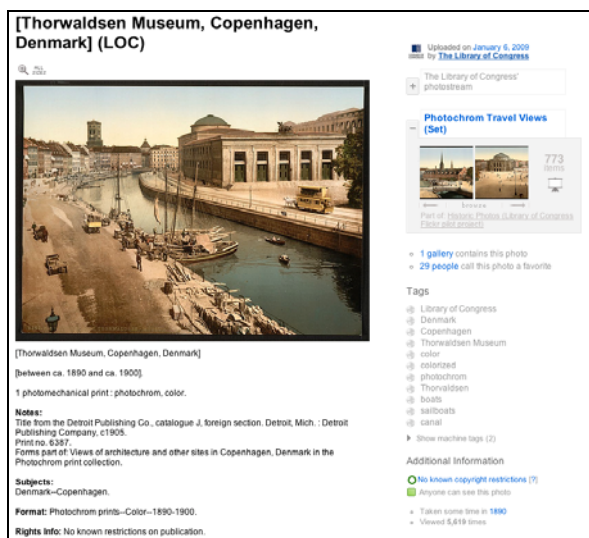 [Thorwaldsen Museum, Copenhagen,
Denmark] (LOC)
ALL
SIZES
[Thorwaldsen Museum, Copenhagen, Denmark]
[between ca. 1890 and ca. 1900].
1 photomechanical print : photochrom, color.
Notes:
Title from the Detroit Publishing Co., catalogue J, foreign section. Detroit, Mich. : Detroit
Publishing Company, c1905.
Print no. 6387.
Forms part of: Views of architecture and other sites in Copenhagen, Denmark in the
Photochrom print collection.
Subjects:
Denmark--Copenhagen.
Format: Photochrom prints--Color--1890-1900.
Rights Info: No known restrictions on publication.
Uploaded on January 6, 2009
by The Library of Congress
The Library of Congress'
photostream
Photochrom Travel Views
(Set)
773
items
browse
Part of: Historic Photos (Library of Congress
Flickr pilot project)
1 gallery contains this photo
29 people call this photo a favorite
Tags
Library of Congress
Denmark
Copenhagen
Thorwaldsen Museum
color
colorized
photochrom
Thorvaldsen
boats
sailboats
canal
Show machine tags (2)
Additional Information
No known copyright restrictions [?]
Anyone can see this photo
Taken some time in 1890
Viewed 5,619 times